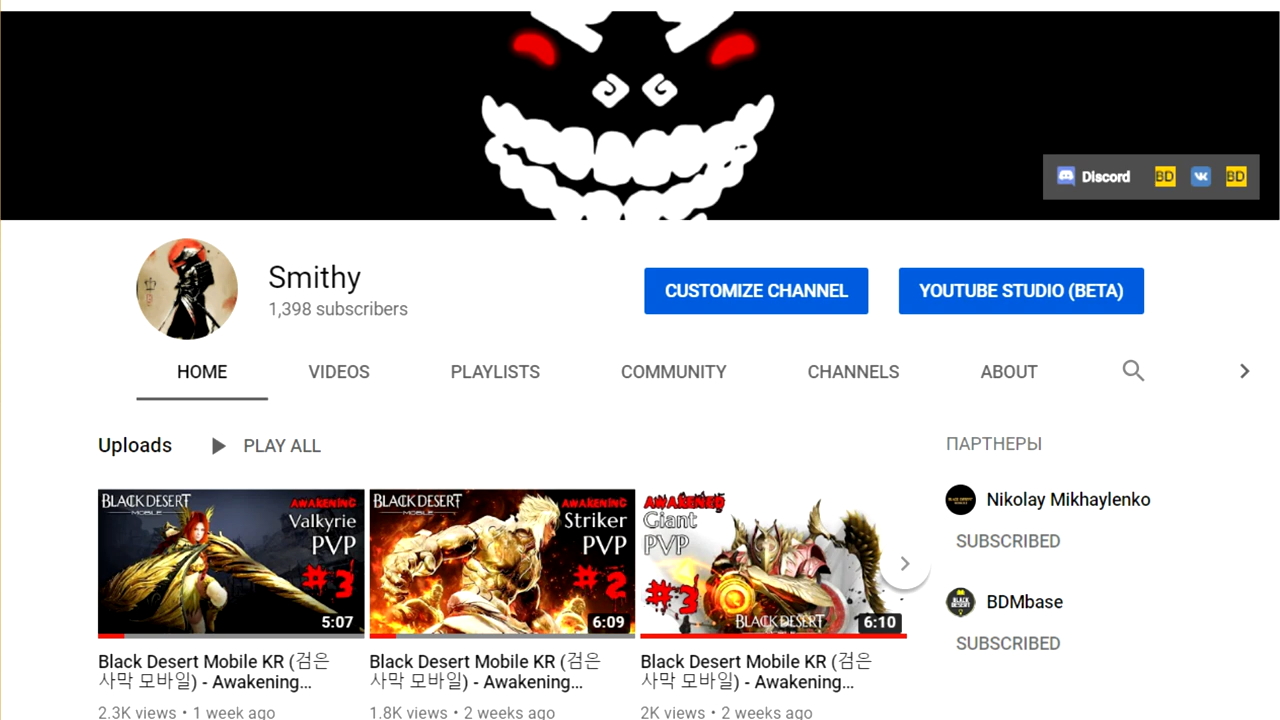 Discord BD BD
Smithy
1,398 subscribers
CUSTOMIZE CHANNEL
YOUTUBE STUDIO (BETA)
HOME VIDEOS PLAYLISTS COMMUNITY CHANNELS ABOUT
Uploads PLAY ALL
ПАРТНЕРЫ
BLACK DESERT
MOBILE
AWAKENING
Valkyrie
PVP
#3
5:07
BLACK DESERT
MOBILE
AWAKENING
Striker
PVP
#2
6:09
AWAKENED
Giant
PVP
#3
BLACK DESERT
6:10
Black Desert Mobile KR (검은
사막 모바일) - Awakening...
2.3K views • 1 week ago
Black Desert Mobile KR (검은
사막 모바일) - Awakening...
1.8K views • 2 weeks ago
Black Desert Mobile KR (검은
사막 모바일) - Awakening...
2K views • 2 weeks ago
Nikolay Mikhaylenko
SUBSCRIBED
BLACK
DESERT
BDMbase
SUBSCRIBED